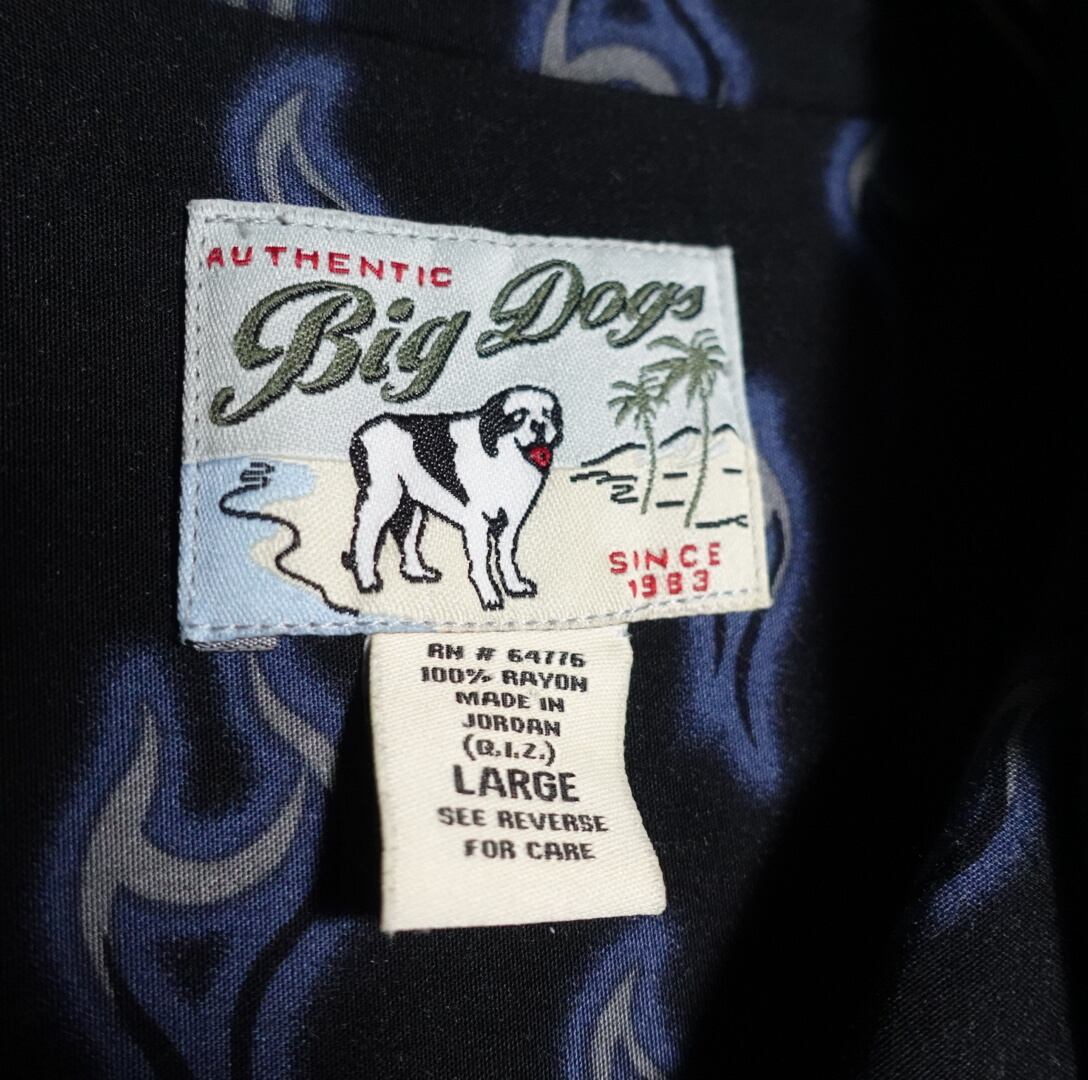 AUTHENTIC
Big Dogs
SINCE
1983
RN # 64776
100% RAYON
MADE IN
JORDAN
(Q.I.Z.)
LARGE
SEE REVERSE
FOR CARE